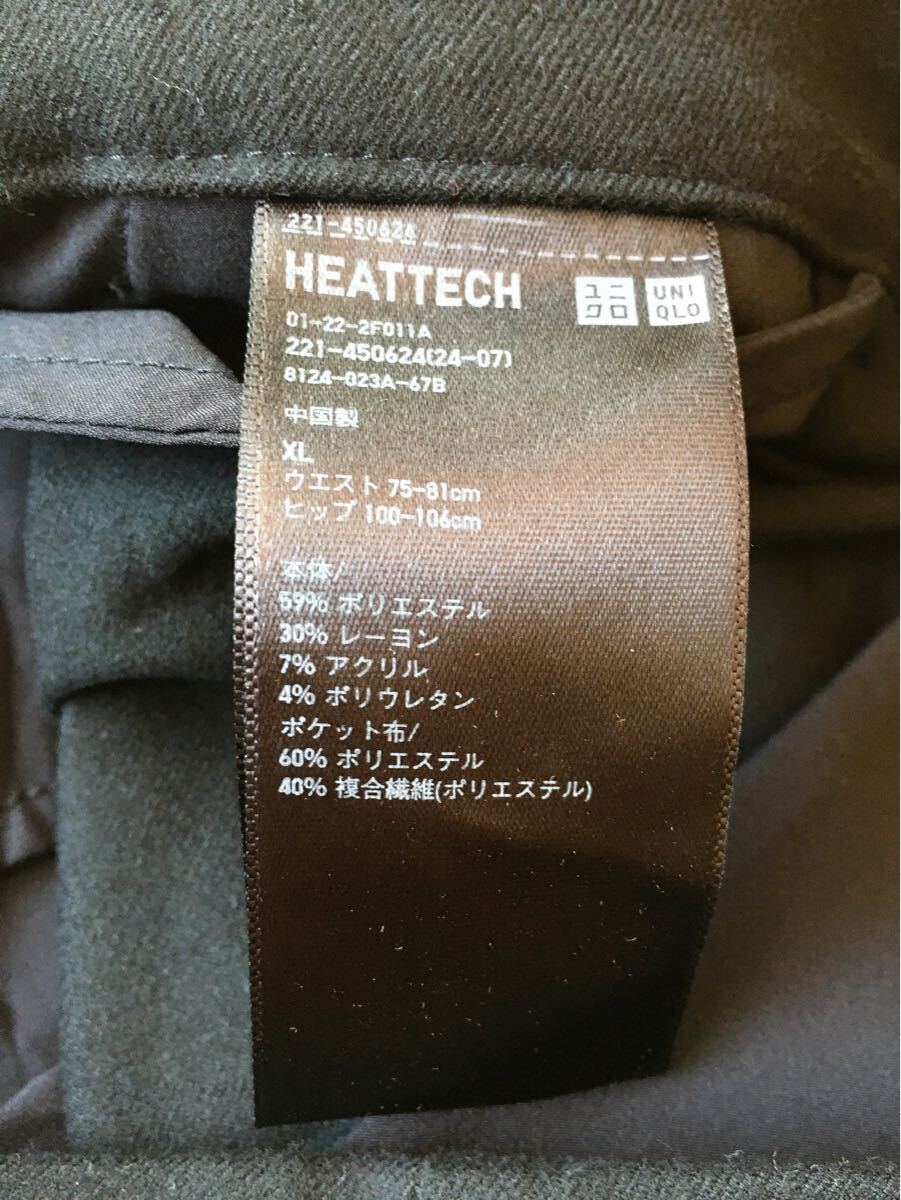 221-450624
HEATTECH
ユニ
クロ
UNI
QLO
01-22-2F011A
221-450624(24-07)
8124-023A-67B
中国製
XL
ウエスト 75-81cm
ヒップ 100-106cm
本体/
59% ポリエステル
30% レーヨン
7% アクリル
4% ポリウレタン
ポケット布/
60% ポリエステル
40% 複合繊維(ポリエステル)